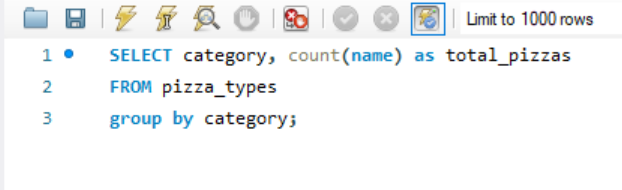 Limit to 1000 rows
1 SELECT category, count(name) as total_pizzas
2 FROM pizza_types
3 group by category;